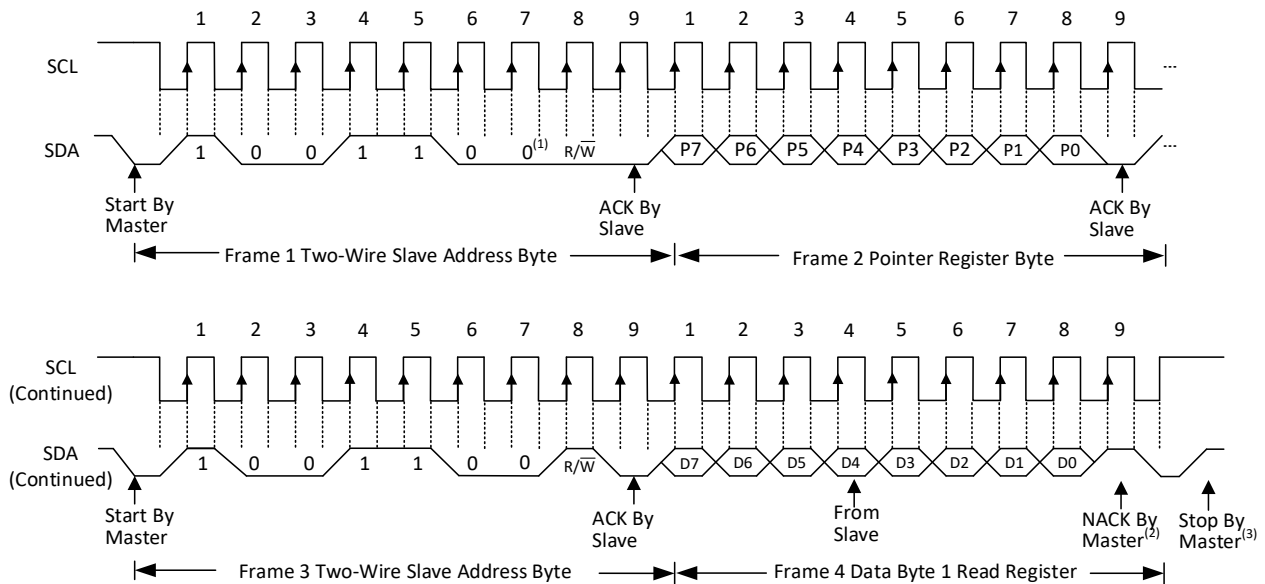 1 2 3 4 5 6 7 8 9 1 2 3 4 5 6 7 8 9
SCL ...
SDA 1 0 0 1 1 0 0(1) R/W̅ P7 P6 P5 P4 P3 P2 P1 P0 ...
Start By Master
ACK By Slave
ACK By Slave
Frame 1 Two-Wire Slave Address Byte
Frame 2 Pointer Register Byte
1 2 3 4 5 6 7 8 9 1 2 3 4 5 6 7 8 9
SCL
(Continued)
SDA
(Continued)
1 0 0 1 1 0 0 R/W̅ D7 D6 D5 D4 D3 D2 D1 D0
Start By
Master
ACK By
Slave
From
Slave
NACK By
Master(2)
Stop By
Master(3)
Frame 3 Two-Wire Slave Address Byte
Frame 4 Data Byte 1 Read Register